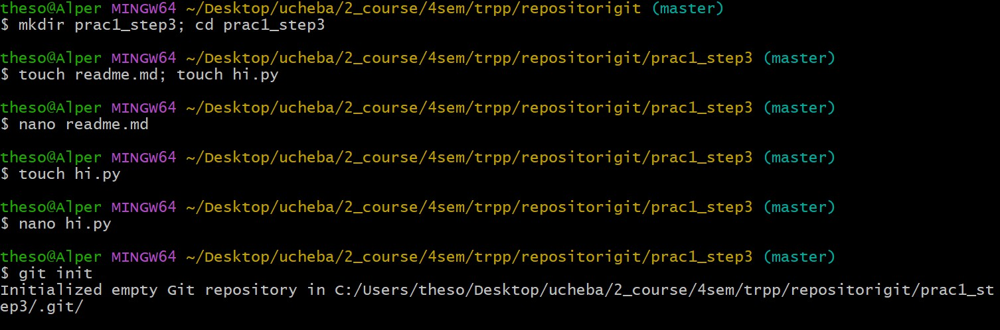 theso@Alper MINGW64 ~/Desktop/ucheba/2_course/4sem/trpp/repositorigit (master)
$ mkdir prac1_step3; cd prac1_step3
theso@Alper MINGW64 ~/Desktop/ucheba/2_course/4sem/trpp/repositorigit/prac1_step3 (master)
$ touch readme.md; touch hi.py
theso@Alper MINGW64 ~/Desktop/ucheba/2_course/4sem/trpp/repositorigit/prac1_step3 (master)
$ nano readme.md
theso@Alper MINGW64 ~/Desktop/ucheba/2_course/4sem/trpp/repositorigit/prac1_step3 (master)
$ touch hi.py
theso@Alper MINGW64 ~/Desktop/ucheba/2_course/4sem/trpp/repositorigit/prac1_step3 (master)
$ nano hi.py
theso@Alper MINGW64 ~/Desktop/ucheba/2_course/4sem/trpp/repositorigit/prac1_step3 (master)
$ git init
Initialized empty Git repository in C:/Users/theso/Desktop/ucheba/2_course/4sem/trpp/repositorigit/prac1_st
ep3/.git/